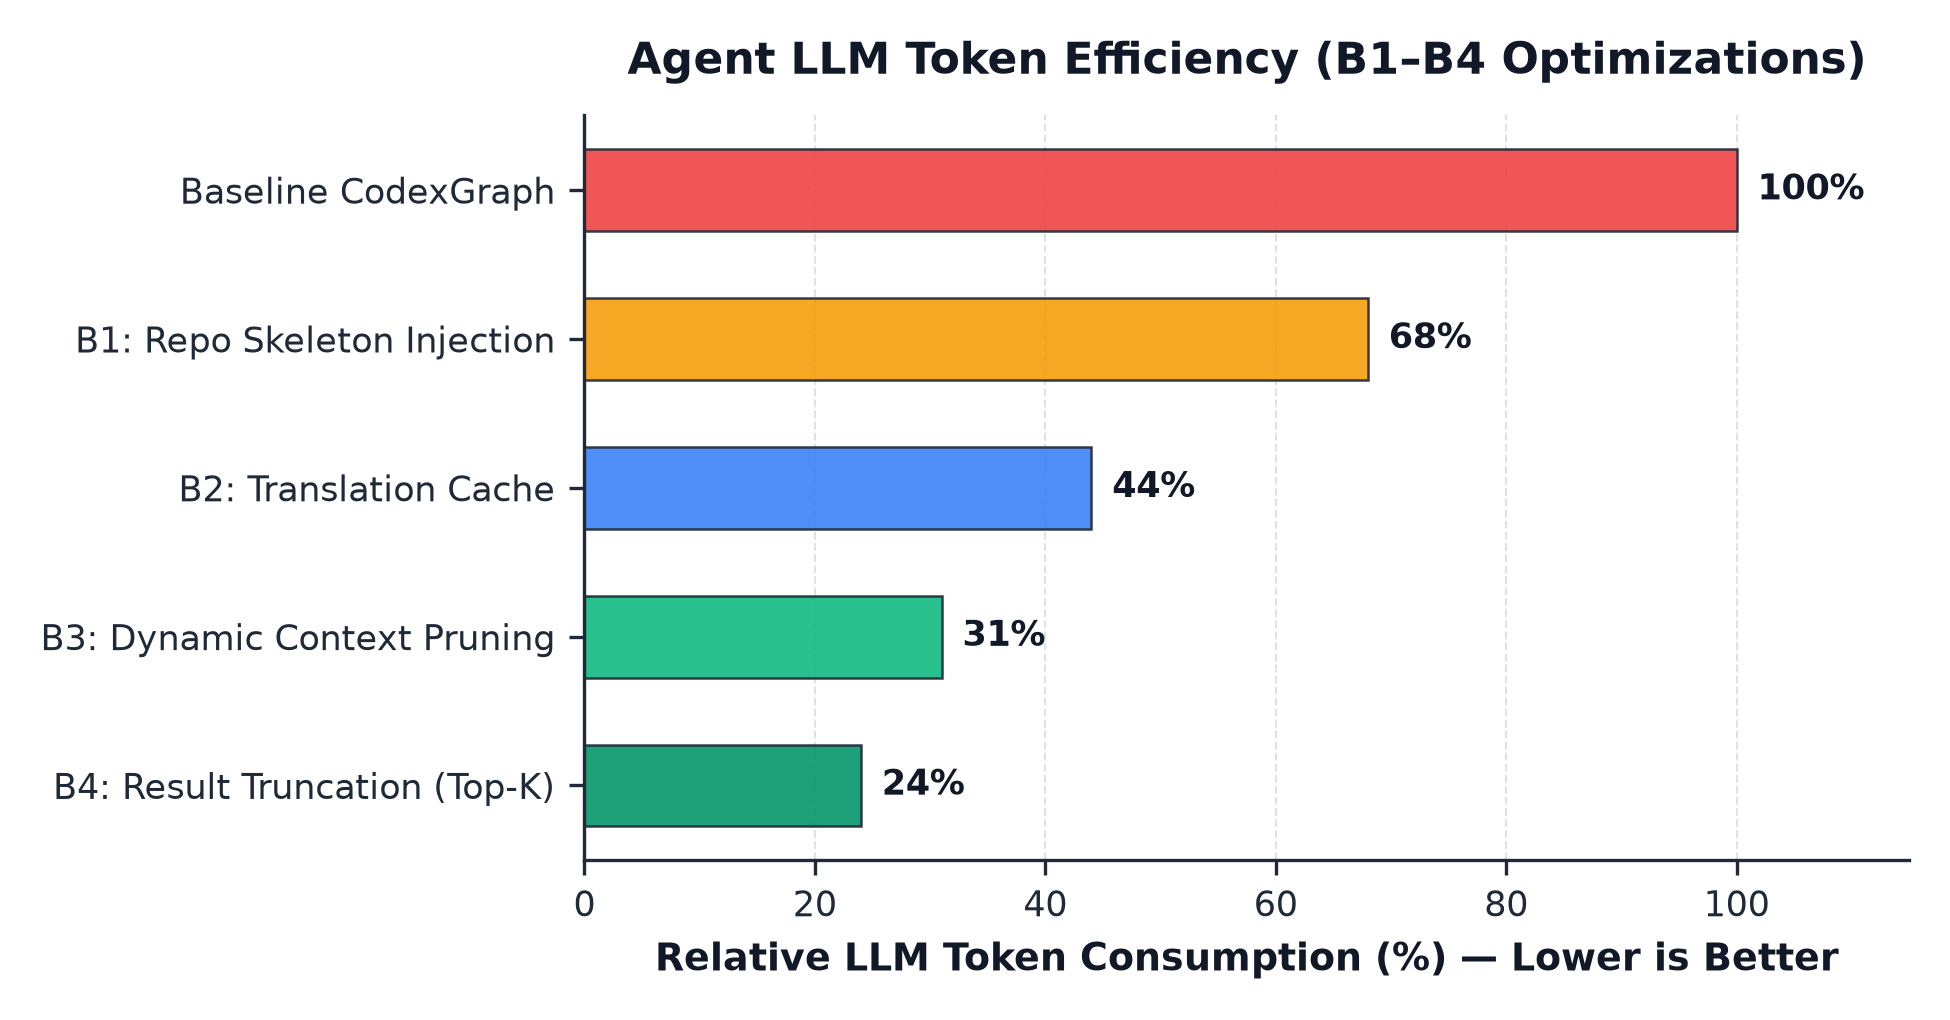 Agent LLM Token Efficiency (B1–B4 Optimizations)
Baseline CodexGraph
100%
B1: Repo Skeleton Injection
68%
B2: Translation Cache
44%
B3: Dynamic Context Pruning
31%
B4: Result Truncation (Top-K)
24%
0 20 40 60 80 100
Relative LLM Token Consumption (%) — Lower is Better